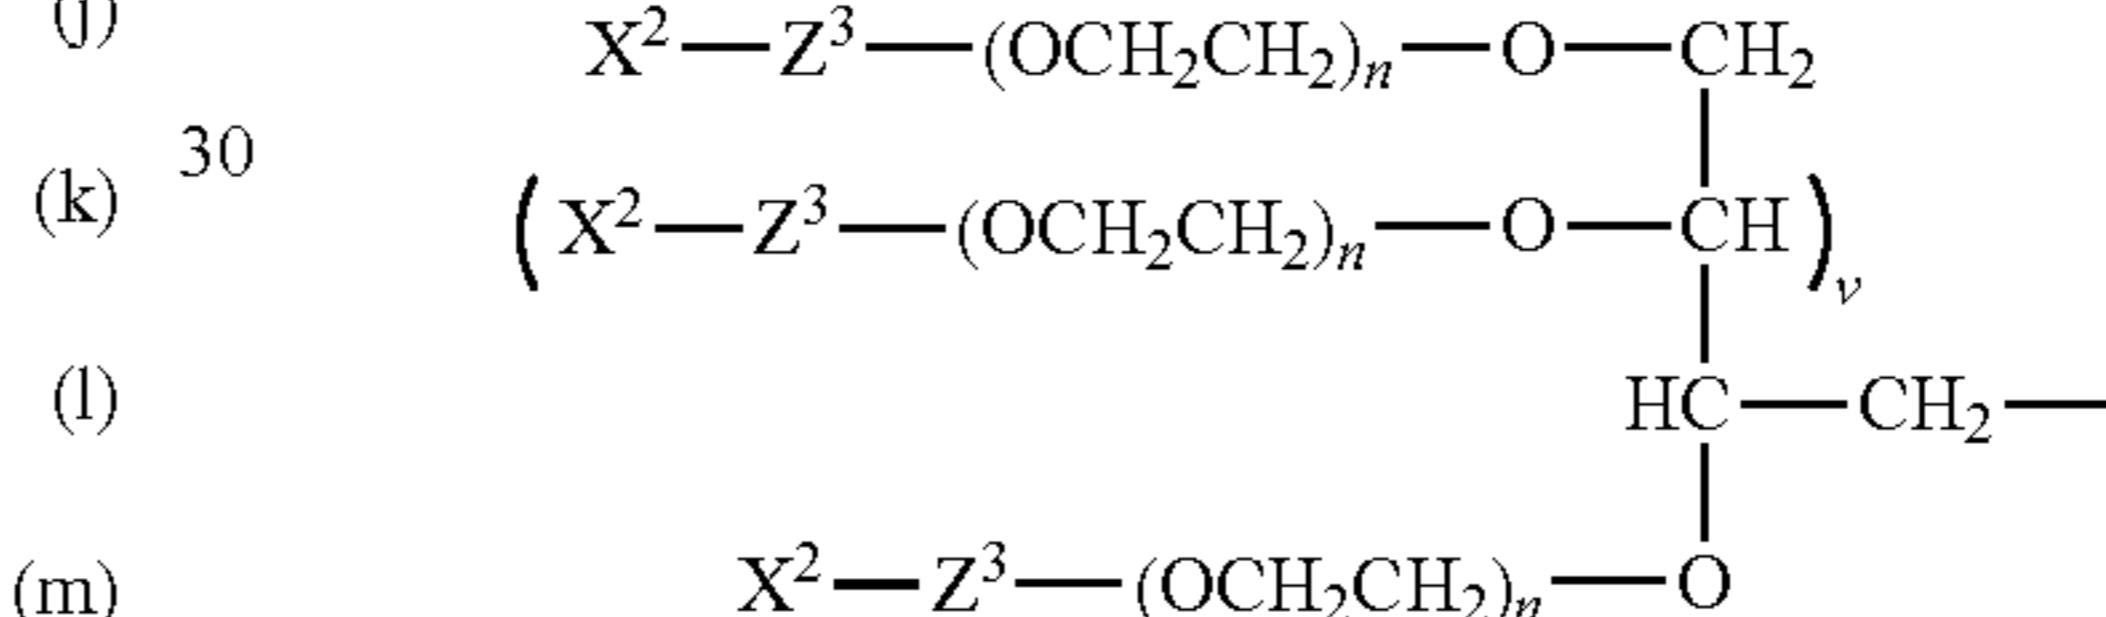 (j) X²—Z³—(OCH₂CH₂)ₙ—O—CH₂
30
(k) (X²—Z³—(OCH₂CH₂)ₙ—O—CH)ᵥ
(l) HC—CH₂—
(m) X²—Z³—(OCH₂CH₂)ₙ—O